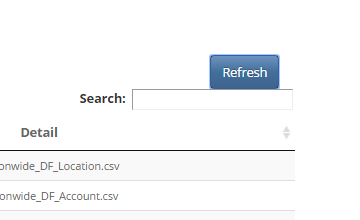 Refresh
Search:
Detail
onwide_DF_Location.csv
onwide_DF_Account.csv